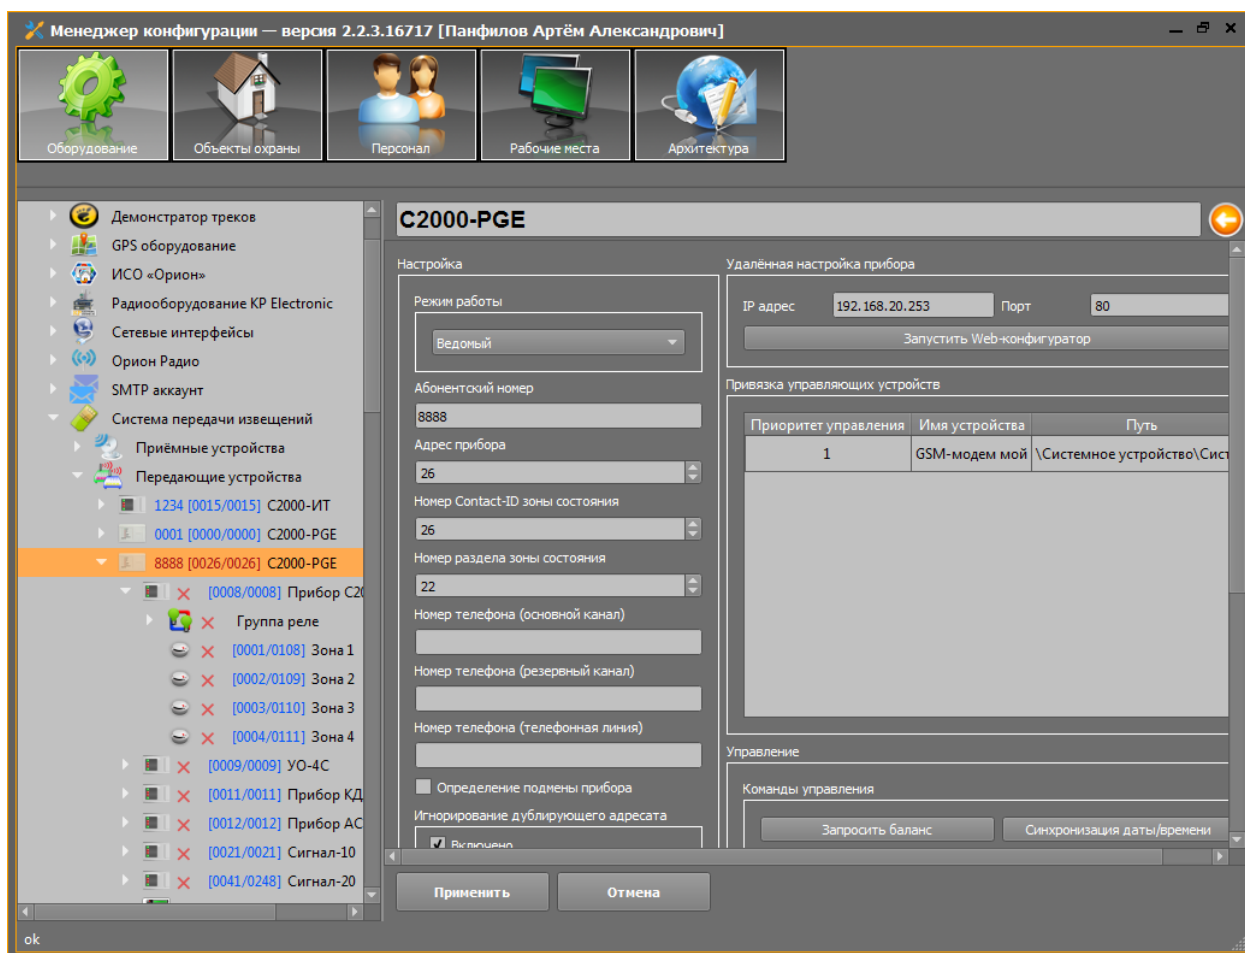 Менеджер конфигурации — версия 2.2.3.16717 [Панфилов Артём Александрович]
Оборудование
Объекты охраны
Персонал
Рабочие места
Архитектура
Демонстратор треков
GPS оборудование
ИСО «Орион»
Радиооборудование KP Electronic
Сетевые интерфейсы
Орион Радио
SMTP аккаунт
Система передачи извещений
Приёмные устройства
Передающие устройства
1234 [0015/0015] С2000-ИТ
0001 [0000/0000] С2000-PGE
8888 [0026/0026] С2000-PGE
[0008/0008] Прибор С20
Группа реле
[0001/0108] Зона 1
[0002/0109] Зона 2
[0003/0110] Зона 3
[0004/0111] Зона 4
[0009/0009] УО-4С
[0011/0011] Прибор КД
[0012/0012] Прибор АС
[0021/0021] Сигнал-10
[0041/0248] Сигнал-20
С2000-PGE
Настройка
Режим работы
Ведомый
Абонентский номер
8888
Адрес прибора
26
Номер Contact-ID зоны состояния
26
Номер раздела зоны состояния
22
Номер телефона (основной канал)
Номер телефона (резервный канал)
Номер телефона (телефонная линия)
Определение подмены прибора
Игнорирование дублирующего адресата
Включено
Удалённая настройка прибора
IP адрес 192.168.20.253 Порт 80
Запустить Web-конфигуратор
Привязка управляющих устройств
Приоритет управления Имя устройства Путь
1 GSM-модем мой \Системное устройство\Сист
Управление
Команды управления
Запросить баланс Синхронизация даты/времени
Применить Отмена
ok